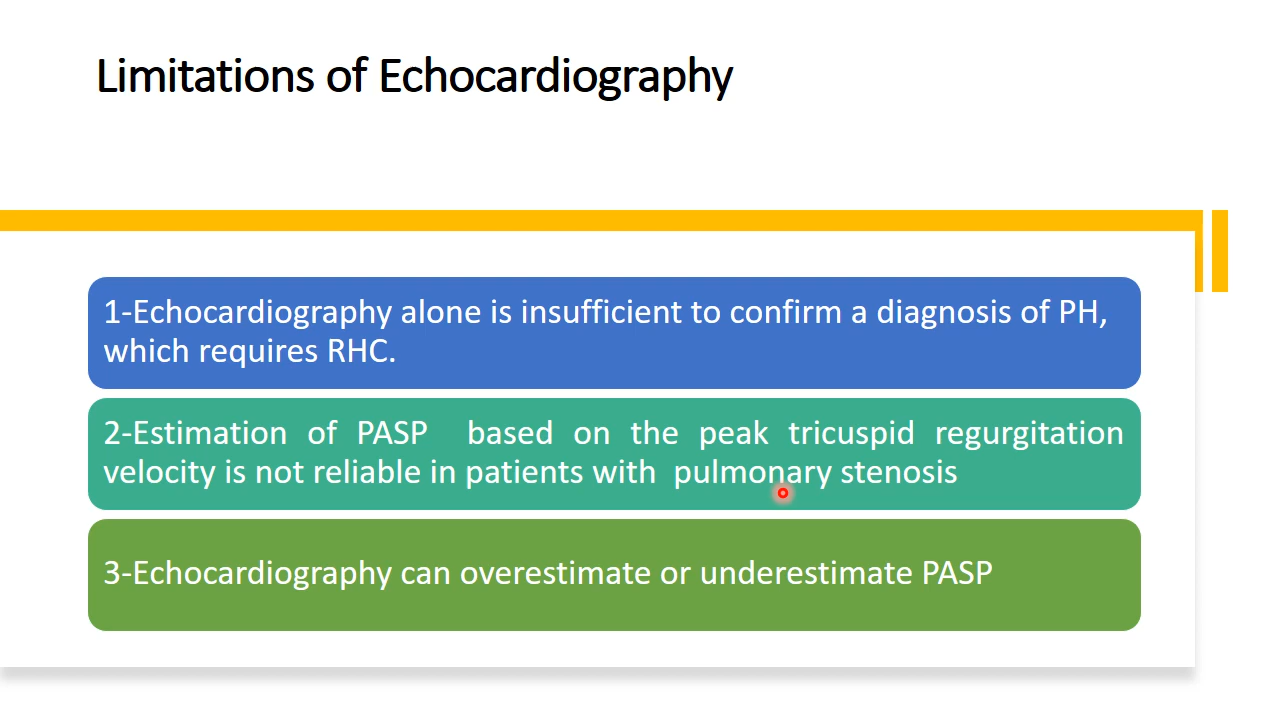 Limitations of Echocardiography
1-Echocardiography alone is insufficient to confirm a diagnosis of PH,
which requires RHC.
2-Estimation of PASP based on the peak tricuspid regurgitation
velocity is not reliable in patients with pulmonary stenosis
3-Echocardiography can overestimate or underestimate PASP